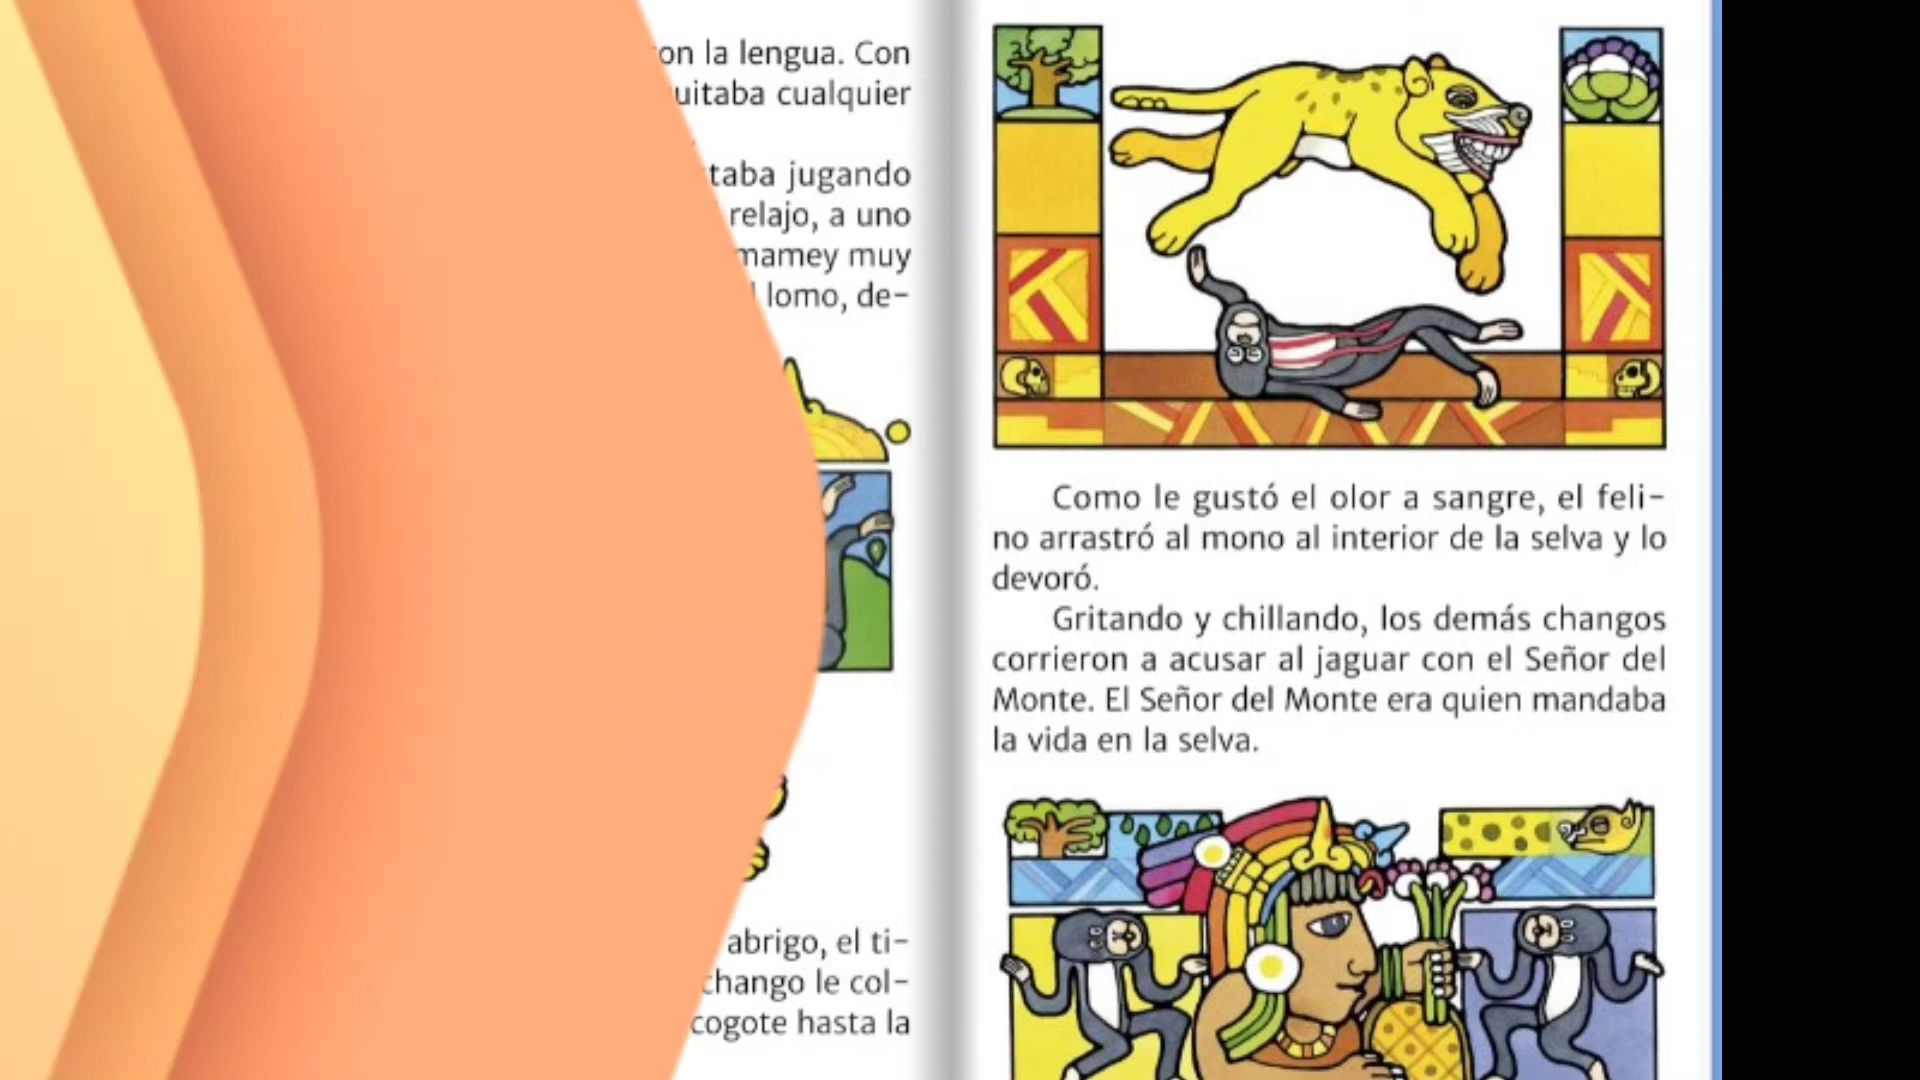 on la lengua. Con
uitaba cualquier
taba jugando
relajo, a uno
mamey muy
lomo, de-
abrigo, el ti-
chango le col-
cogote hasta la
Como le gustó el olor a sangre, el feli-
no arrastró al mono al interior de la selva y lo
devoró.
Gritando y chillando, los demás changos
corrieron a acusar al jaguar con el Señor del
Monte. El Señor del Monte era quien mandaba
la vida en la selva.